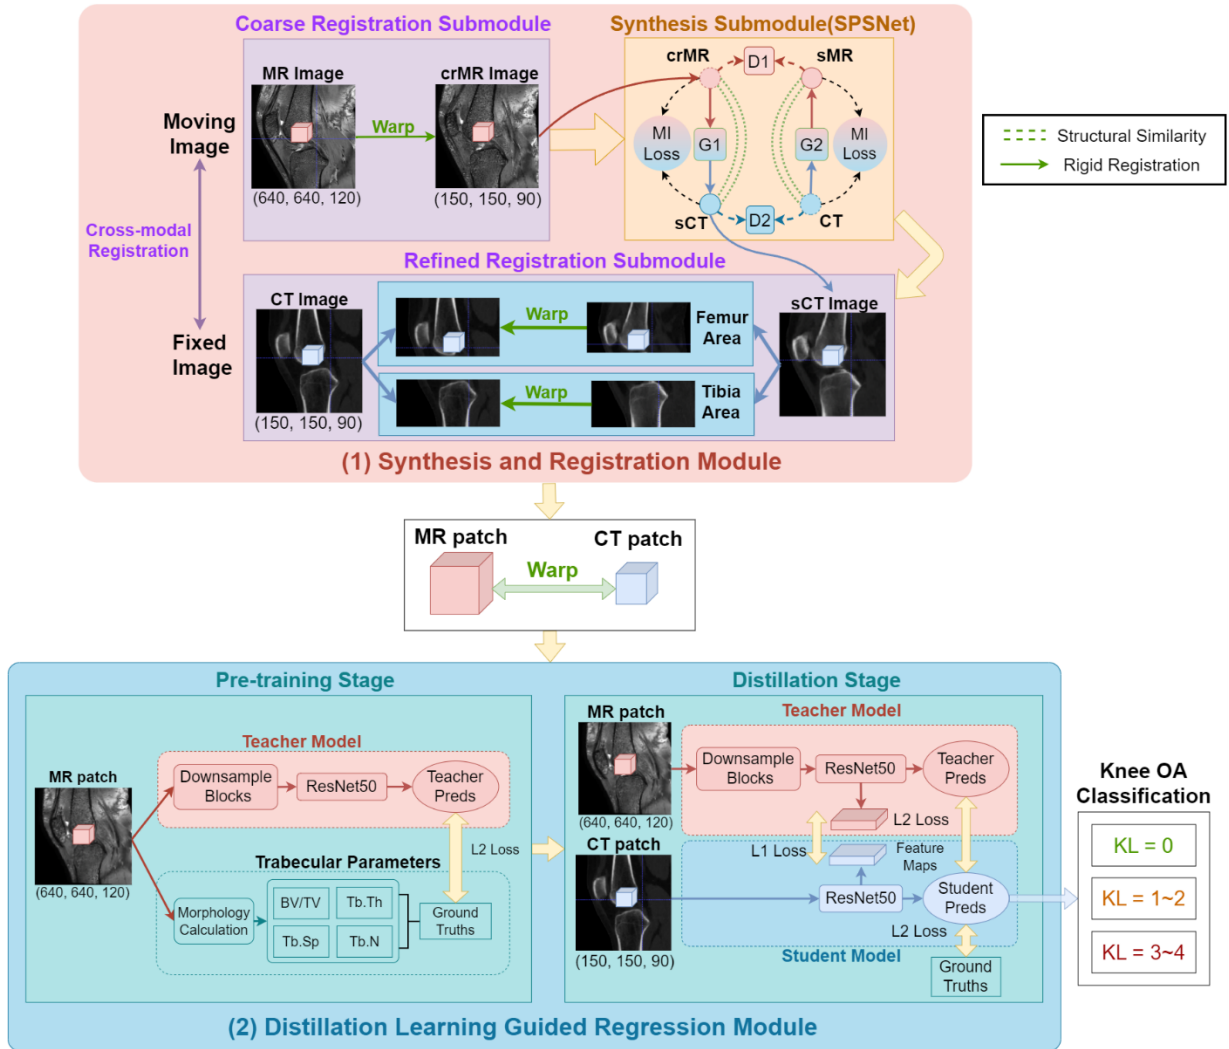 Coarse Registration Submodule
Synthesis Submodule(SPSNet)
MR Image
crMR Image
Warp
(640, 640, 120)
(150, 150, 90)
crMR
sMR
D1
MI
Loss
G1
G2
MI
Loss
sCT
D2
CT
Structural Similarity
Rigid Registration
Moving
Image
Cross-modal
Registration
Fixed
Image
Refined Registration Submodule
CT Image
sCT Image
Warp
Femur
Area
Warp
Tibia
Area
(150, 150, 90)
(1) Synthesis and Registration Module
MR patch
CT patch
Warp
Pre-training Stage
Distillation Stage
Teacher Model
MR patch
Downsample
Blocks
ResNet50
Teacher
Preds
L2 Loss
(640, 640, 120)
Trabecular Parameters
Morphology
Calculation
BV/TV
Tb.Th
Tb.Sp
Tb.N
Ground
Truths
MR patch
Teacher Model
Downsample
Blocks
ResNet50
Teacher
Preds
(640, 640, 120)
L2 Loss
CT patch
L1 Loss
Feature
Maps
ResNet50
Student
Preds
L2 Loss
(150, 150, 90)
Student Model
Ground
Truths
Knee OA
Classification
KL = 0
KL = 1~2
KL = 3~4
(2) Distillation Learning Guided Regression Module